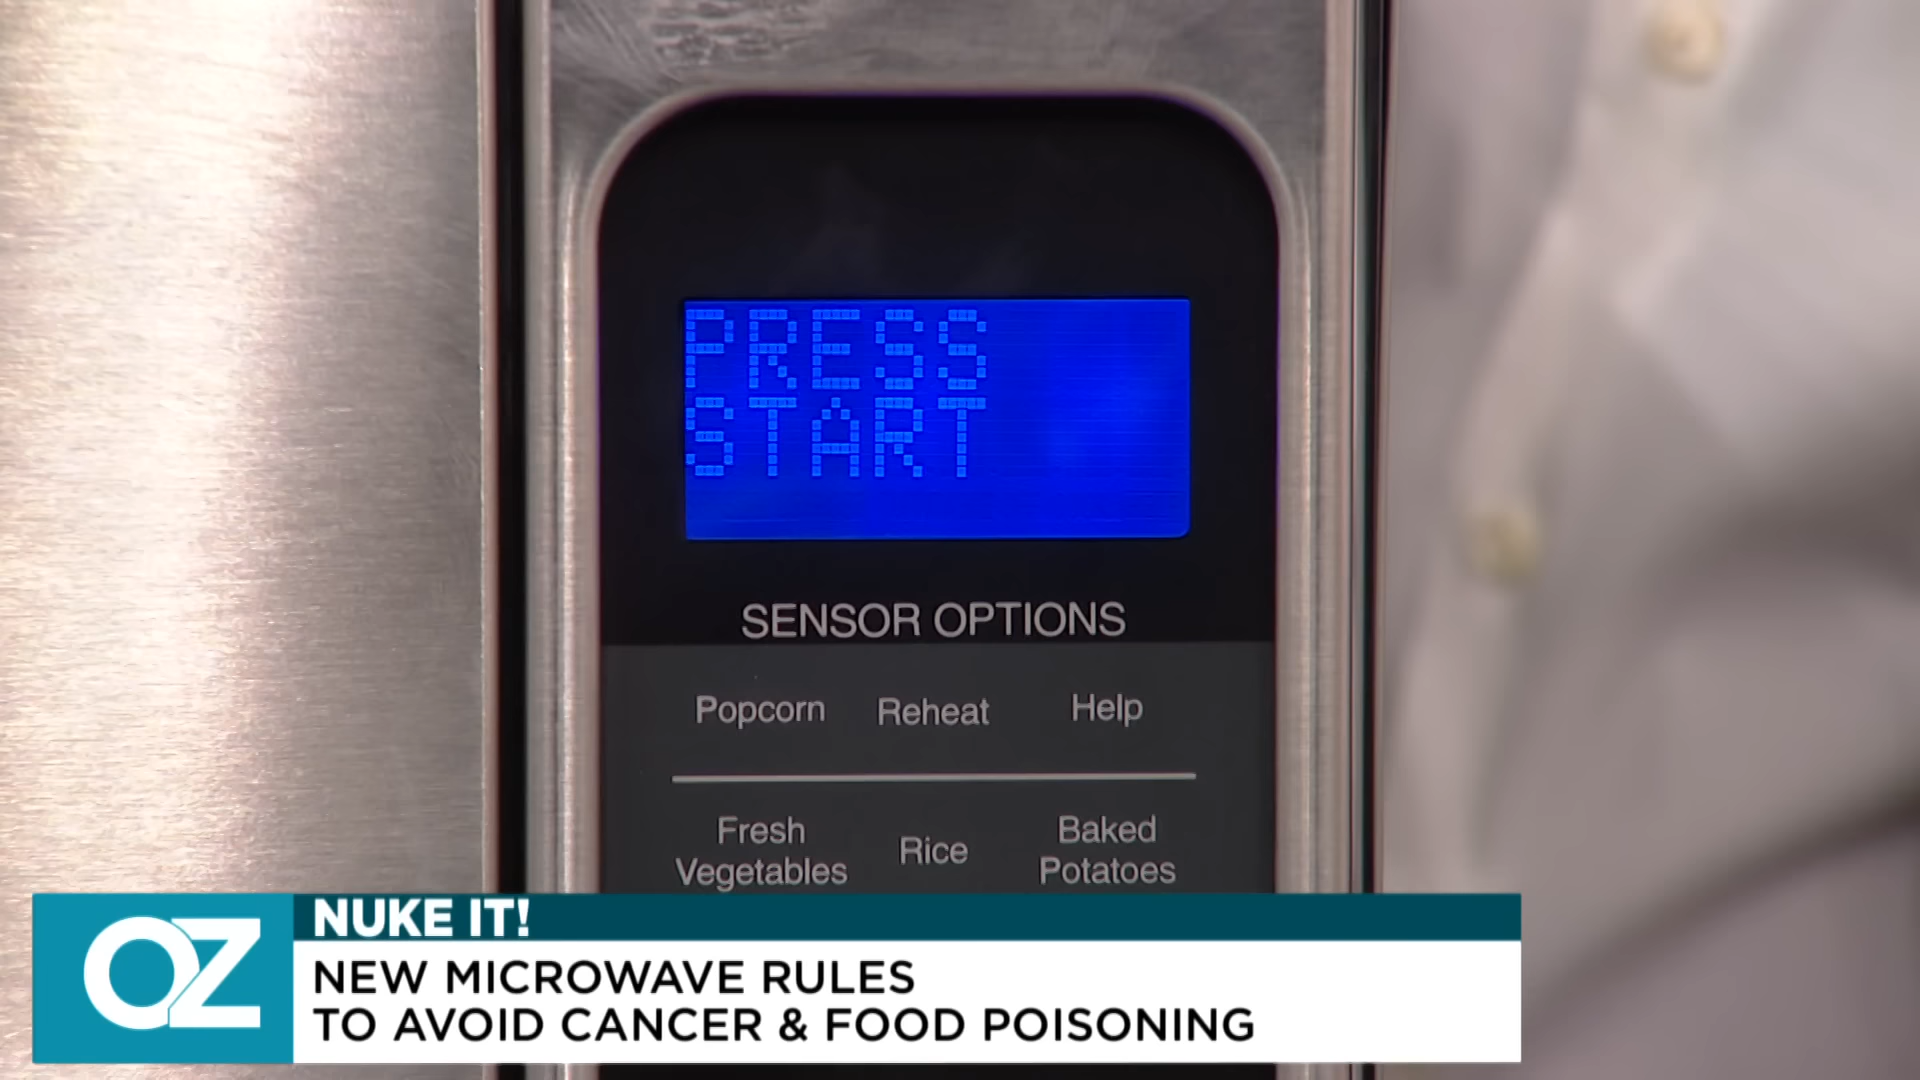 PRESS
START
SENSOR OPTIONS
Popcorn Reheat Help
Fresh Vegetables Rice Baked Potatoes
OZ
NUKE IT!
NEW MICROWAVE RULES
TO AVOID CANCER & FOOD POISONING